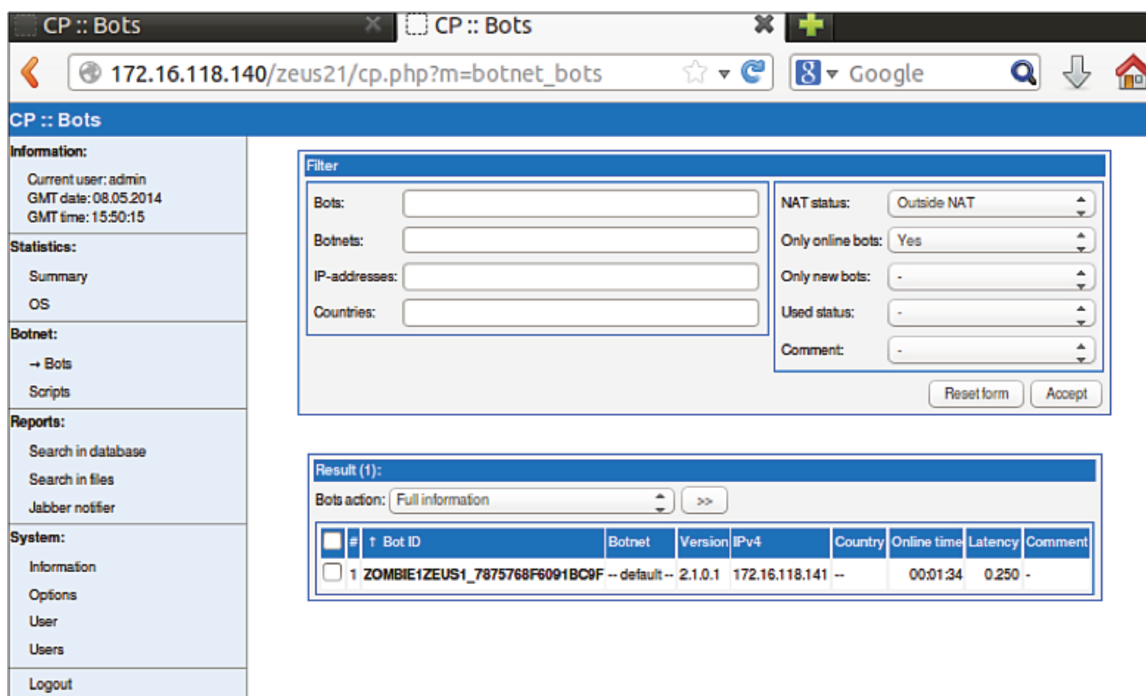 CP :: Bots
CP :: Bots
172.16.118.140/zeus21/cp.php?m=botnet_bots
8 Google
CP :: Bots
Information:
Current user: admin
GMT date: 08.05.2014
GMT time: 15:50:15
Statistics:
Summary
OS
Botnet:
→ Bots
Scripts
Reports:
Search in database
Search in files
Jabber notifier
System:
Information
Options
User
Users
Logout
Filter
Bots:
Botnets:
IP-addresses:
Countries:
NAT status: Outside NAT
Only online bots: Yes
Only new bots: -
Used status: -
Comment: -
Reset form Accept
Result (1):
Bots action: Full information >>
# ↑ Bot ID Botnet Version IPv4 Country Online time Latency Comment
1 ZOMBIE1ZEUS1_7875768F6091BC9F -- default -- 2.1.0.1 172.16.118.141 -- 00:01:34 0.250 -